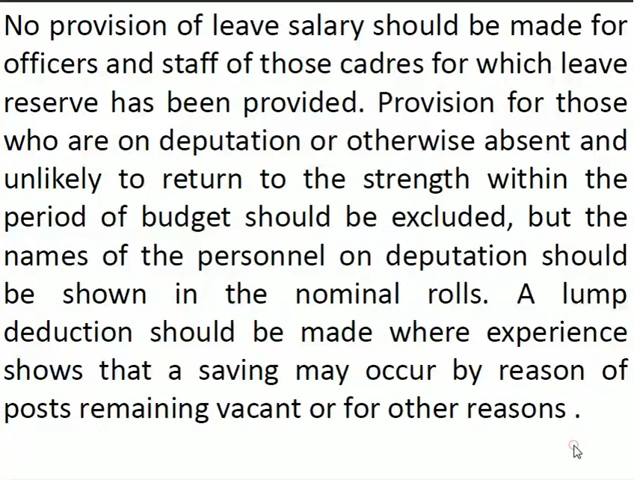 No provision of leave salary should be made for
officers and staff of those cadres for which leave
reserve has been provided. Provision for those
who are on deputation or otherwise absent and
unlikely to return to the strength within the
period of budget should be excluded, but the
names of the personnel on deputation should
be shown in the nominal rolls. A lump
deduction should be made where experience
shows that a saving may occur by reason of
posts remaining vacant or for other reasons .